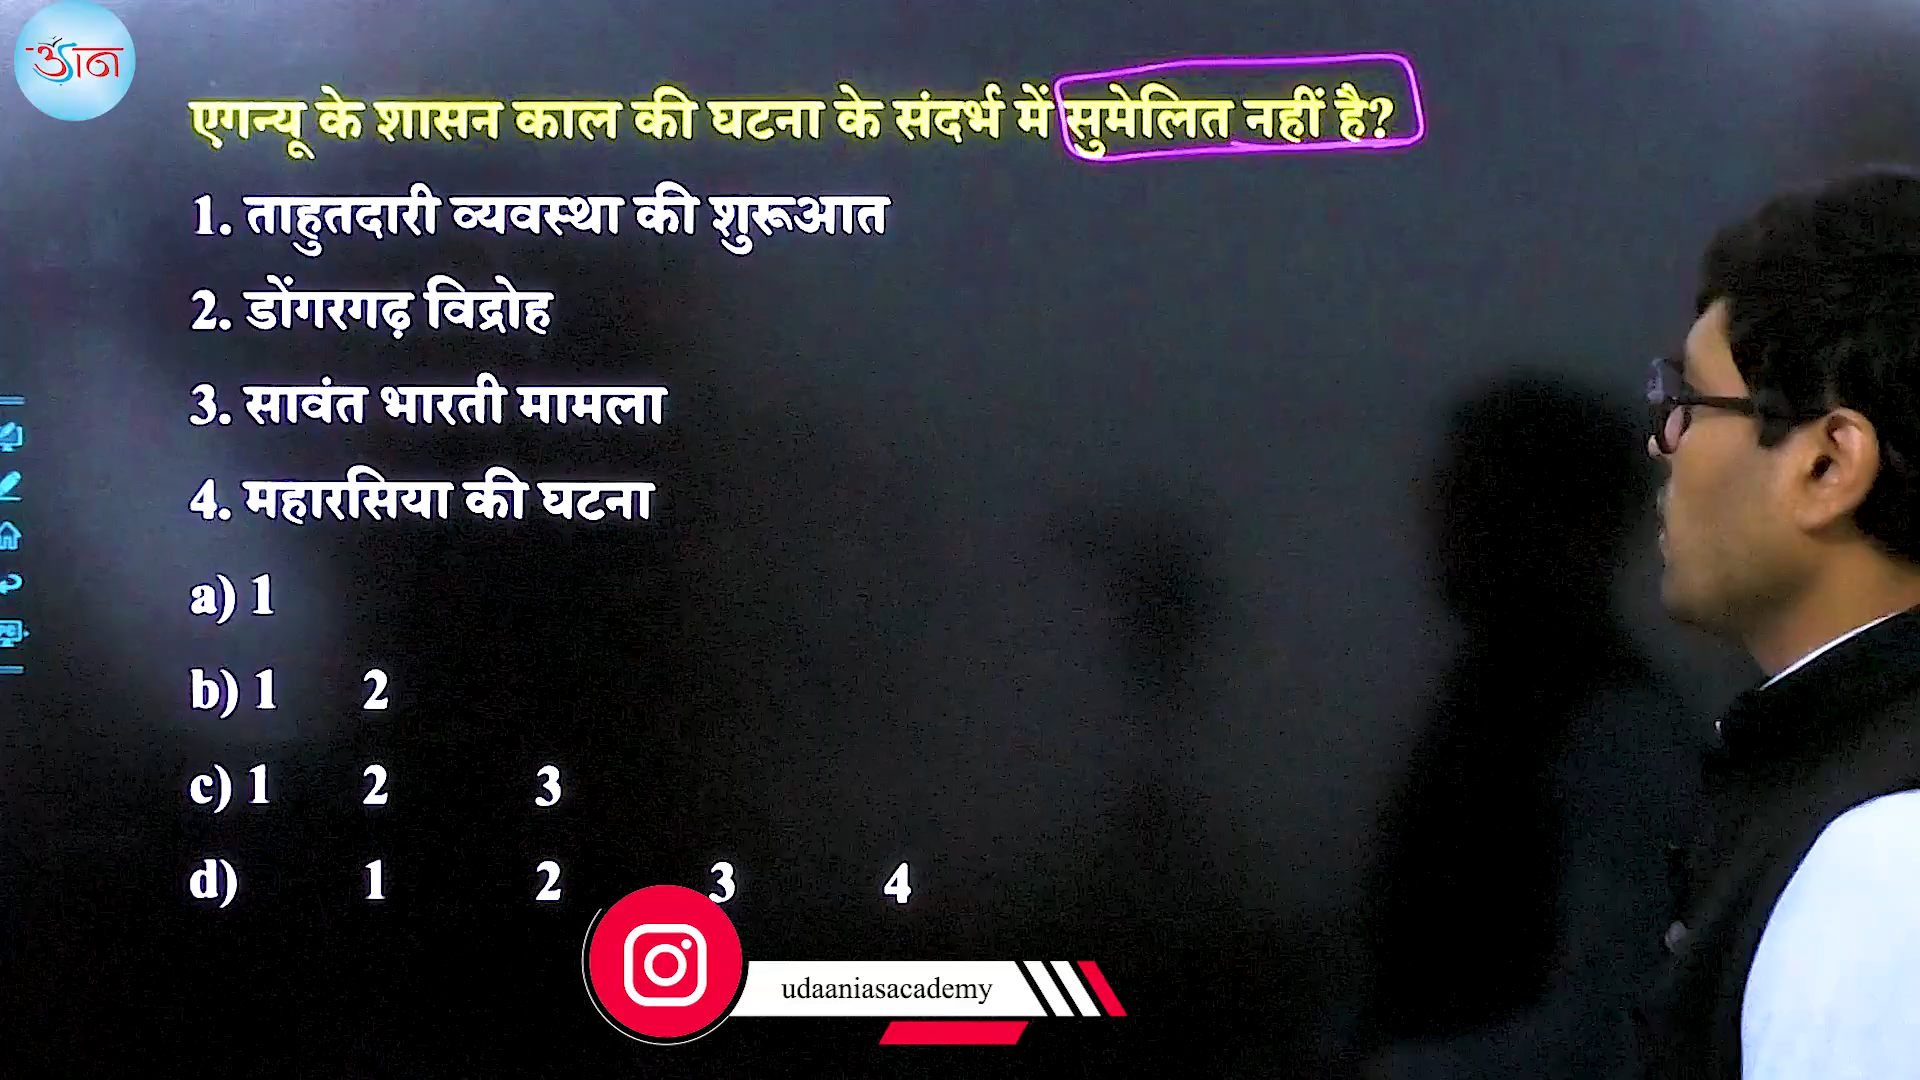 उड़ान
एगन्यू के शासन काल की घटना के संदर्भ में सुमेलित नहीं है?
1. ताहुतदारी व्यवस्था की शुरूआत
2. डोंगरगढ़ विद्रोह
3. सावंत भारती मामला
4. महारसिया की घटना
a) 1
b) 1 2
c) 1 2 3
d) 1 2 3 4
udaaniasacademy